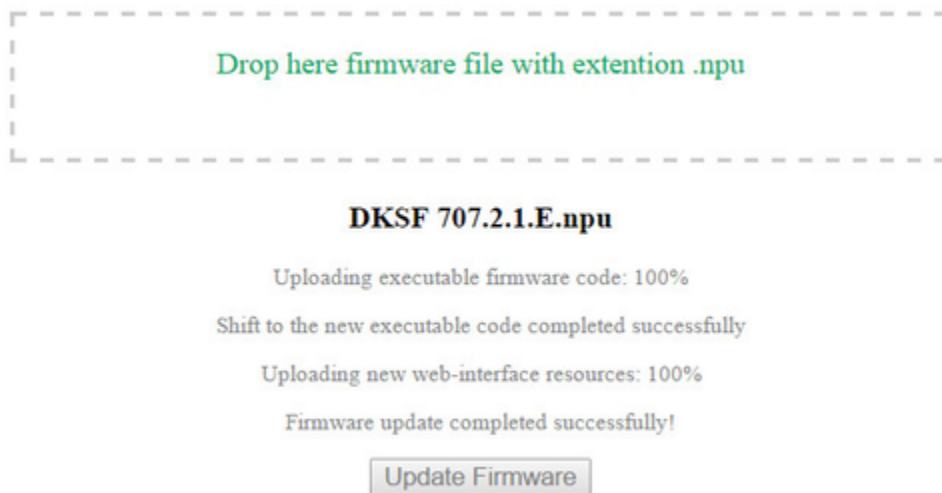 Drop here firmware file with extention .npu
DKSF 707.2.1.E.npu
Uploading executable firmware code: 100%
Shift to the new executable code completed successfully
Uploading new web-interface resources: 100%
Firmware update completed successfully!
Update Firmware